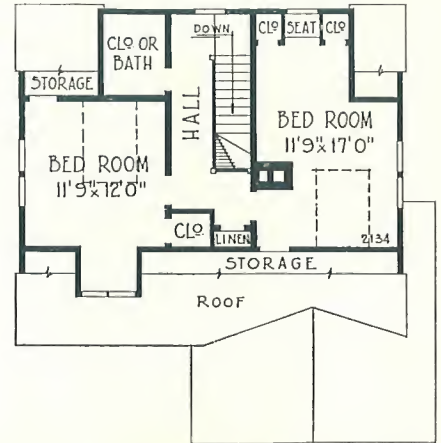 CLO OR
BATH
DOWN
CLO
SEAT
CLO
STORAGE
HALL
BED ROOM
11'9"x12'0"
BED ROOM
11'9"x17'0"
CLO
LINEN
2134
STORAGE
ROOF